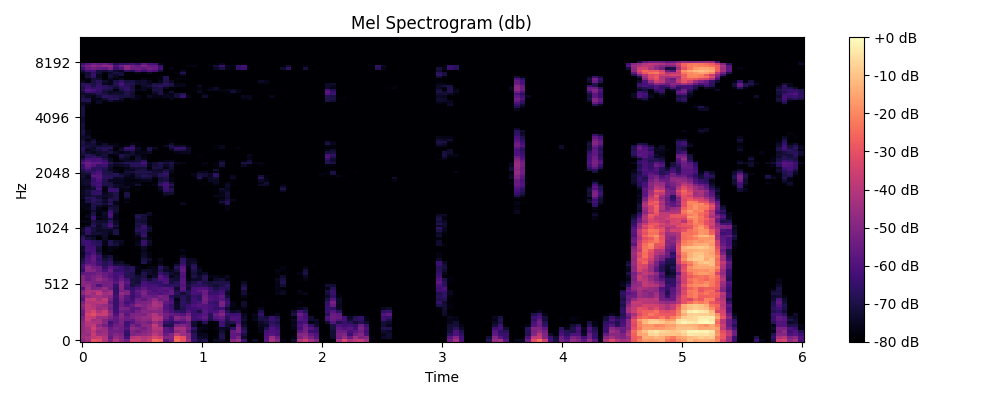 Mel Spectrogram (db)
Hz
8192
4096
2048
1024
512
0
0 1 2 3 4 5 6
Time
+0 dB
-10 dB
-20 dB
-30 dB
-40 dB
-50 dB
-60 dB
-70 dB
-80 dB